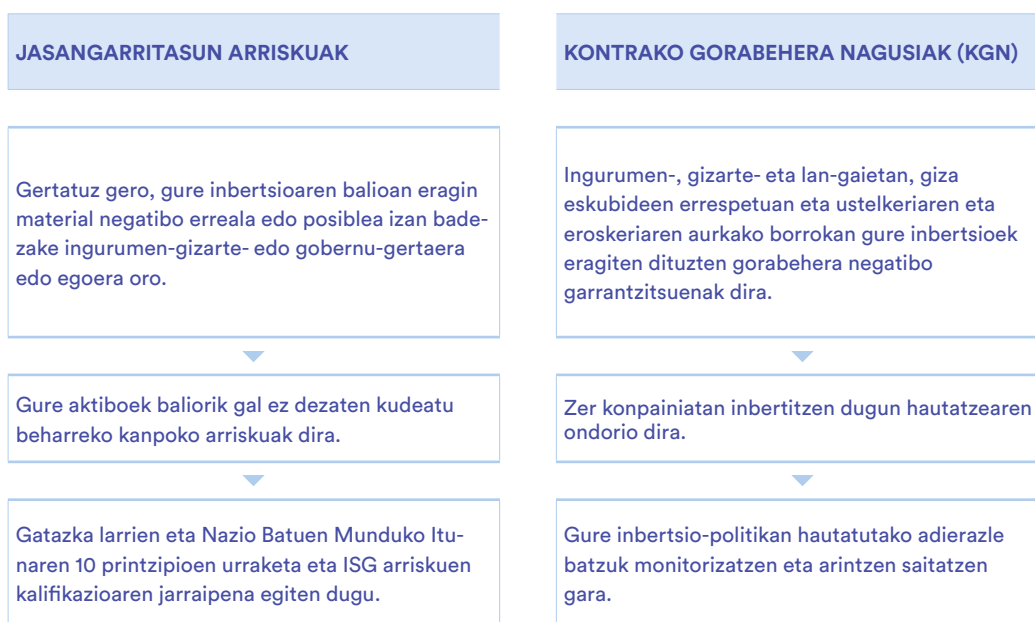 JASANGARRITASUN ARRISKUAK
Gertatuz gero, gure inbertsioaren balioan eragin
material negatibo erreala edo posiblea izan bade-
zake ingurumen-gizarte- edo gobernu-gertaera
edo egoera oro.
Gure aktiboek baliorik gal ez dezaten kudeatu
beharreko kanpoko arriskuak dira.
Gatazka larrien eta Nazio Batuen Munduko Itu-
naren 10 printzipioen urraketa eta ISG arriskuen
kalifikazioaren jarraipena egiten dugu.
KONTRAKO GORABEHERA NAGUSIAK (KGN)
Ingurumen-, gizarte- eta lan-gaietan, giza
eskubideen errespetuan eta ustelkeriaren eta
eroskeriaren aurkako borrokan gure inbertsioek
eragiten dituzten gorabehera negatibo
garrantzitsuenak dira.
Zer konpainiatan inbertitzen dugun hautatzearen
ondorio dira.
Gure inbertsio-politikan hautatutako adierazle
batzuk monitorizatzen eta arintzen saitatzen
gara.